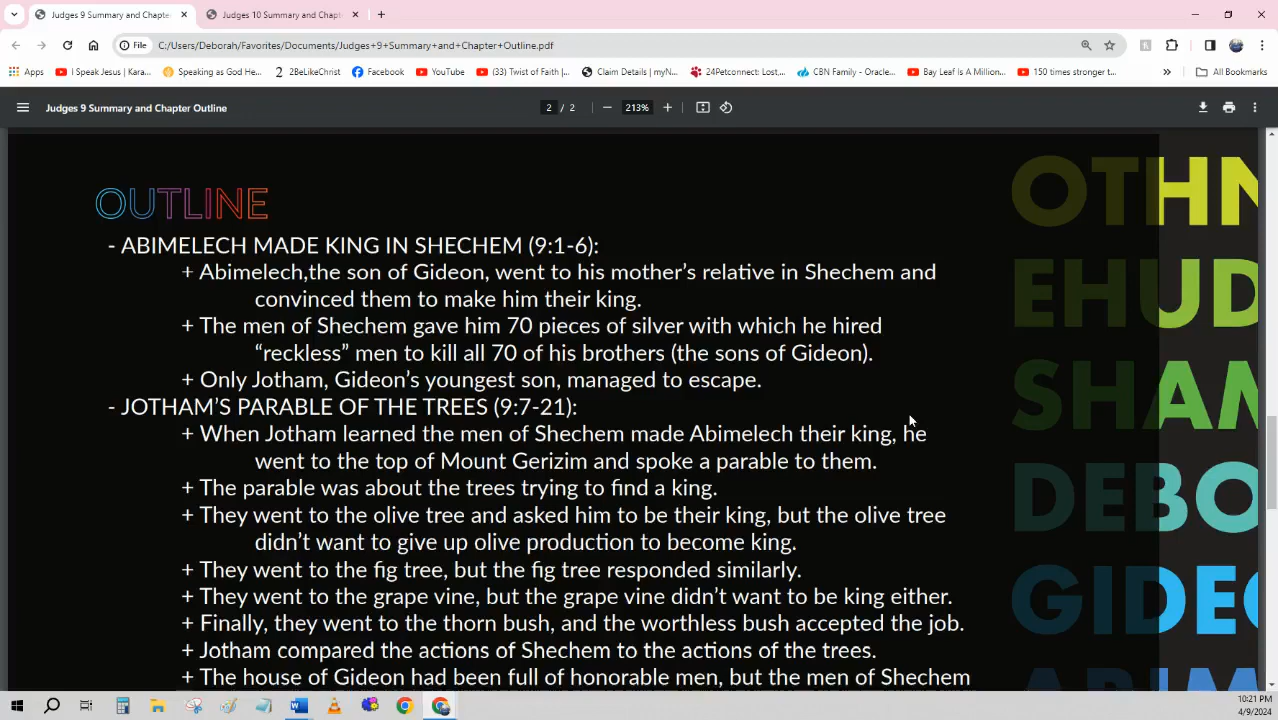 Judges 9 Summary and Chapte
Judges 10 Summary and Chapt
File
C:/Users/Deborah/Favorites/Documents/Judges+9+Summary+and+Chapter+Outline.pdf
Apps
I Speak Jesus | Kara...
Speaking as God He...
2BeLikeChrist
Facebook
YouTube
(33) Twist of Faith |...
Claim Details | myN...
24Petconnect: Lost,...
CBN Family - Oracle...
Bay Leaf Is A Million...
150 times stronger t...
All Bookmarks
Judges 9 Summary and Chapter Outline
2 / 2
213%
OUTLINE
- ABIMELECH MADE KING IN SHECHEM (9:1-6):
+ Abimelech,the son of Gideon, went to his mother’s relative in Shechem and
convinced them to make him their king.
+ The men of Shechem gave him 70 pieces of silver with which he hired
“reckless” men to kill all 70 of his brothers (the sons of Gideon).
+ Only Jotham, Gideon’s youngest son, managed to escape.
- JOTHAM’S PARABLE OF THE TREES (9:7-21):
+ When Jotham learned the men of Shechem made Abimelech their king, he
went to the top of Mount Gerizim and spoke a parable to them.
+ The parable was about the trees trying to find a king.
+ They went to the olive tree and asked him to be their king, but the olive tree
didn’t want to give up olive production to become king.
+ They went to the fig tree, but the fig tree responded similarly.
+ They went to the grape vine, but the grape vine didn’t want to be king either.
+ Finally, they went to the thorn bush, and the worthless bush accepted the job.
+ Jotham compared the actions of Shechem to the actions of the trees.
+ The house of Gideon had been full of honorable men, but the men of Shechem
OTHN
EHUD
SHAM
DEBO
GIDEO
ABIM
10:21 PM
4/9/2024